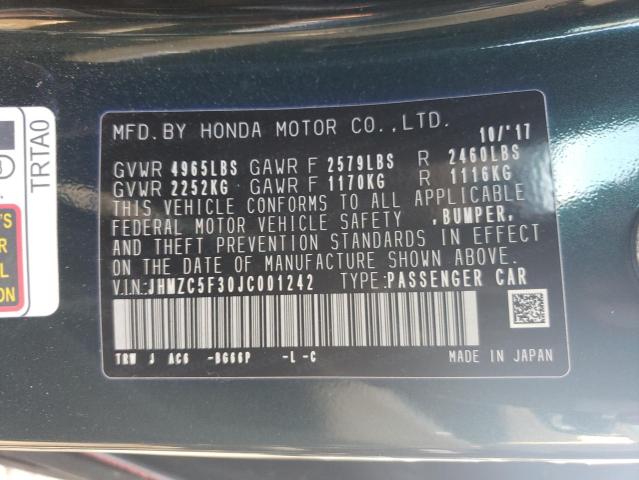 MFD.BY HONDA MOTOR CO.,LTD. 10/'17
GVWR 4965LBS GAWR F 2579LBS R 2460LBS
GVWR 2252KG GAWR F 1170KG R 1116KG
THIS VEHICLE CONFORMS TO ALL APPLICABLE
FEDERAL MOTOR VEHICLE SAFETY ,BUMPER,
AND THEFT PREVENTION STANDARDS IN EFFECT
ON THE DATE OF MANUFACTURE SHOWN ABOVE.
V.I.N:JHMZC5F30JC001242 TYPE:PASSENGER CAR
TRW J AC6 -BG66P -L -C MADE IN JAPAN
TRTA0